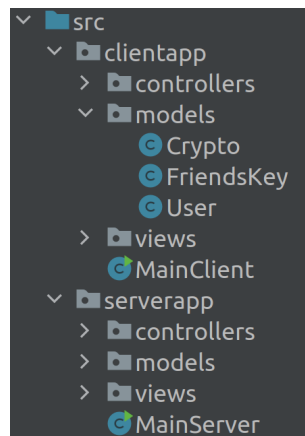 src
clientapp
controllers
models
Crypto
FriendsKey
User
views
MainClient
serverapp
controllers
models
views
MainServer